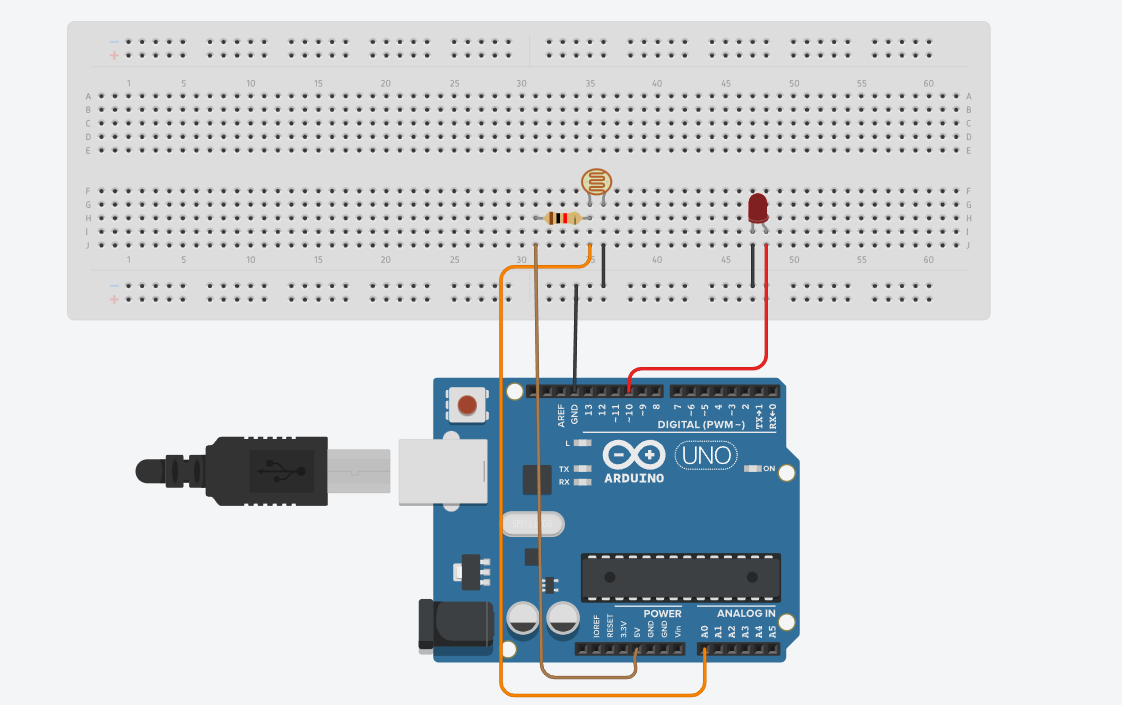 − −
+ +
1 5 10 15 20 25 30 35 40 45 50 55 60
A A
B B
C C
D D
E E
F F
G G
H H
I I
J J
1 5 10 15 20 25 30 35 40 45 50 55 60
−
+
AREF GND 13 12 ~11 ~10 ~9 8 7 ~6 ~5 4 ~3 2 TX→1 RX←0
DIGITAL (PWM~)
L
TX
RX
ARDUINO
UNO
ON
POWER
ANALOG IN
IOREF RESET 3.3V 5V GND GND Vin A0 A1 A2 A3 A4 A5